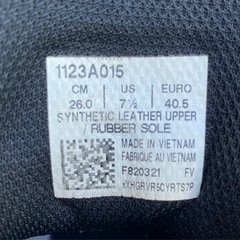 1123A015
CM US EURO
26.0 7½ 40.5
SYNTHETIC LEATHER UPPER
/ RUBBER SOLE
MADE IN VIETNAM
FABRIQUE AU VIETNAM
F820321 FV